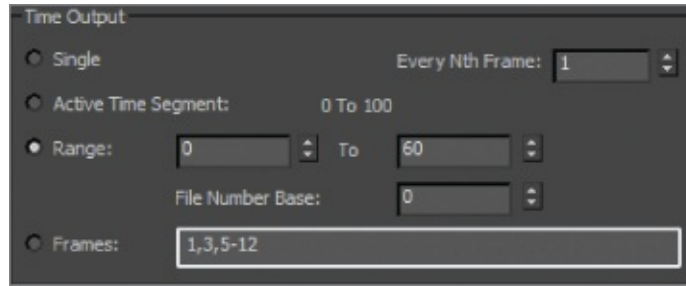 Time Output
Single Every Nth Frame: 1
Active Time Segment: 0 To 100
Range: 0 To 60
File Number Base: 0
Frames: 1,3,5-12